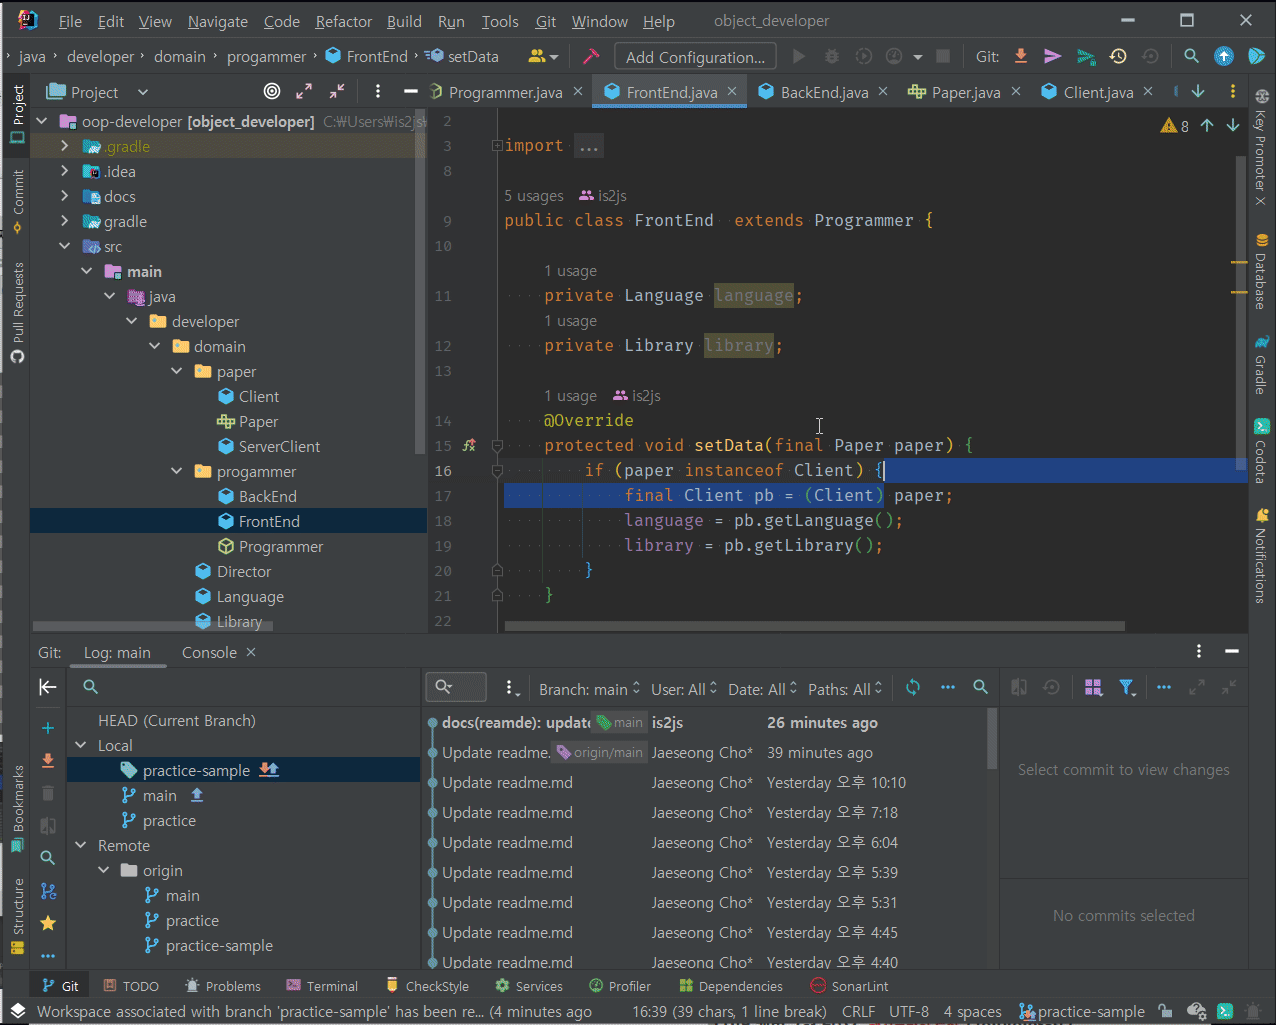 File Edit View Navigate Code Refactor Build Run Tools Git Window Help object_developer
java developer domain progammer FrontEnd setData Add Configuration... Git:
Project
Programmer.java FrontEnd.java BackEnd.java Paper.java Client.java
oop-developer [object_developer] C:₩Users₩is2js₩
.gradle
.idea
docs
gradle
src
main
java
developer
domain
paper
Client
Paper
ServerClient
progammer
BackEnd
FrontEnd
Programmer
Director
Language
Library
8
2
3 import ...
8
5 usages is2js
9 public class FrontEnd extends Programmer {
10
1 usage
11 private Language language;
1 usage
12 private Library library;
13
1 usage is2js
14 @Override
15 protected void setData(final Paper paper) {
16 if (paper instanceof Client) {
17 final Client pb = (Client) paper;
18 language = pb.getLanguage();
19 library = pb.getLibrary();
20 }
21 }
22
Project
Commit
Pull Requests
Bookmarks
Structure
Key Promoter X
Database
Gradle
Codota
Notifications
Git: Log: main Console
HEAD (Current Branch)
Local
practice-sample
main
practice
Remote
origin
main
practice
practice-sample
Branch: main User: All Date: All Paths: All
docs(reamde): update main is2js 26 minutes ago
Update readme. origin/main Jaeseong Cho* 39 minutes ago
Update readme.md Jaeseong Cho* Yesterday 오후 10:10
Update readme.md Jaeseong Cho* Yesterday 오후 7:18
Update readme.md Jaeseong Cho* Yesterday 오후 6:04
Update readme.md Jaeseong Cho* Yesterday 오후 5:39
Update readme.md Jaeseong Cho* Yesterday 오후 5:31
Update readme.md Jaeseong Cho* Yesterday 오후 4:45
Update readme.md Jaeseong Cho* Yesterday 오후 4:40
Select commit to view changes
No commits selected
Git TODO Problems Terminal CheckStyle Services Profiler Dependencies SonarLint
Workspace associated with branch 'practice-sample' has been re... (4 minutes ago) 16:39 (39 chars, 1 line break) CRLF UTF-8 4 spaces practice-sample